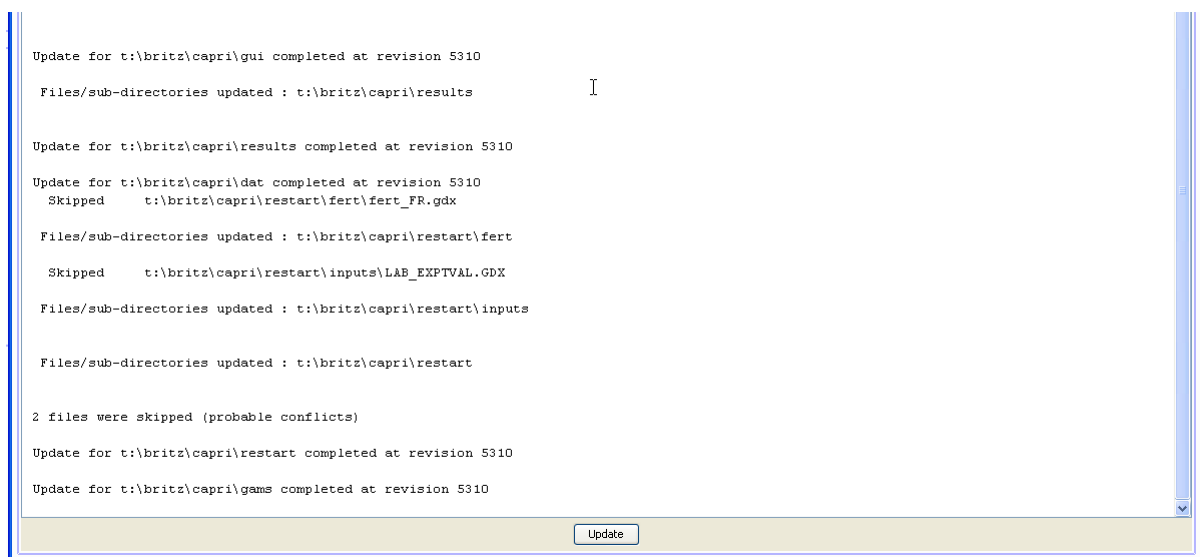 Update for t:\britz\capri\gui completed at revision 5310
Files/sub-directories updated : t:\britz\capri\results
Update for t:\britz\capri\results completed at revision 5310
Update for t:\britz\capri\dat completed at revision 5310
Skipped     t:\britz\capri\restart\fert\fert_FR.gdx
Files/sub-directories updated : t:\britz\capri\restart\fert
Skipped     t:\britz\capri\restart\inputs\LAB_EXPTVAL.GDX
Files/sub-directories updated : t:\britz\capri\restart\inputs
Files/sub-directories updated : t:\britz\capri\restart
2 files were skipped (probable conflicts)
Update for t:\britz\capri\restart completed at revision 5310
Update for t:\britz\capri\gams completed at revision 5310
Update